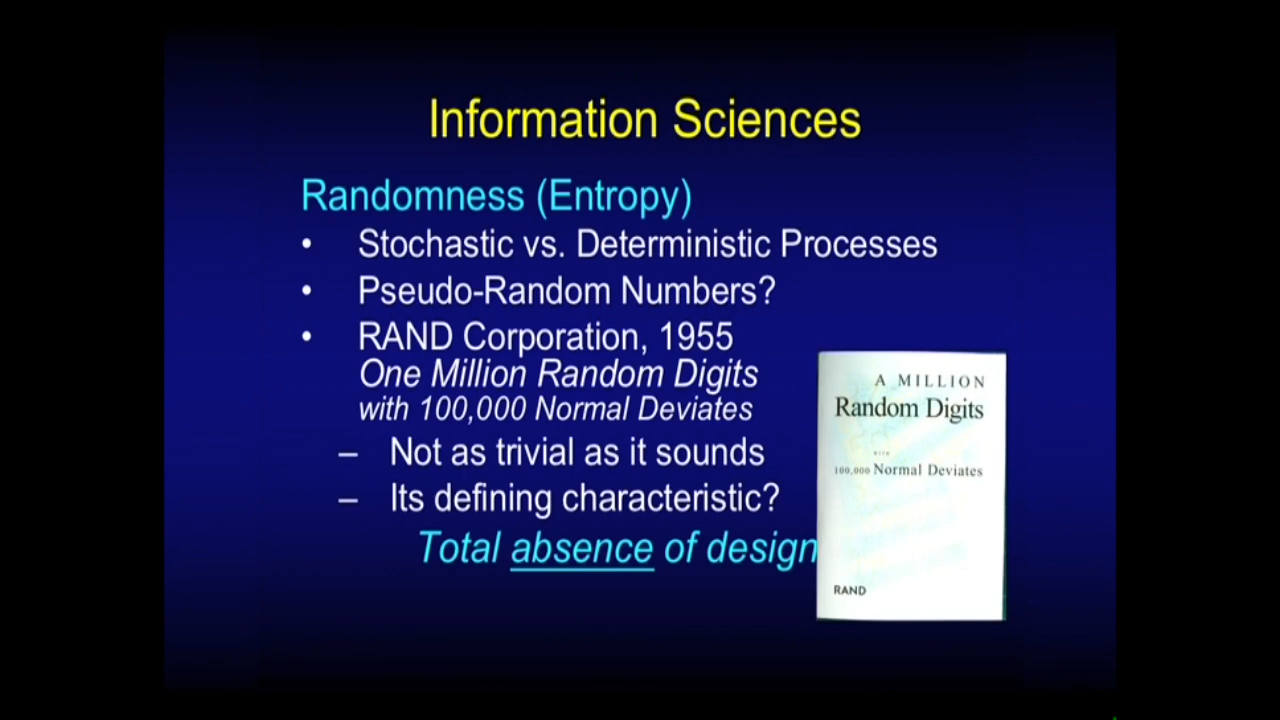 Information Sciences
Randomness (Entropy)
• Stochastic vs. Deterministic Processes
• Pseudo-Random Numbers?
• RAND Corporation, 1955
One Million Random Digits
with 100,000 Normal Deviates
– Not as trivial as it sounds
– Its defining characteristic?
Total absence of design
A MILLION
Random Digits
WITH
100,000 Normal Deviates
RAND